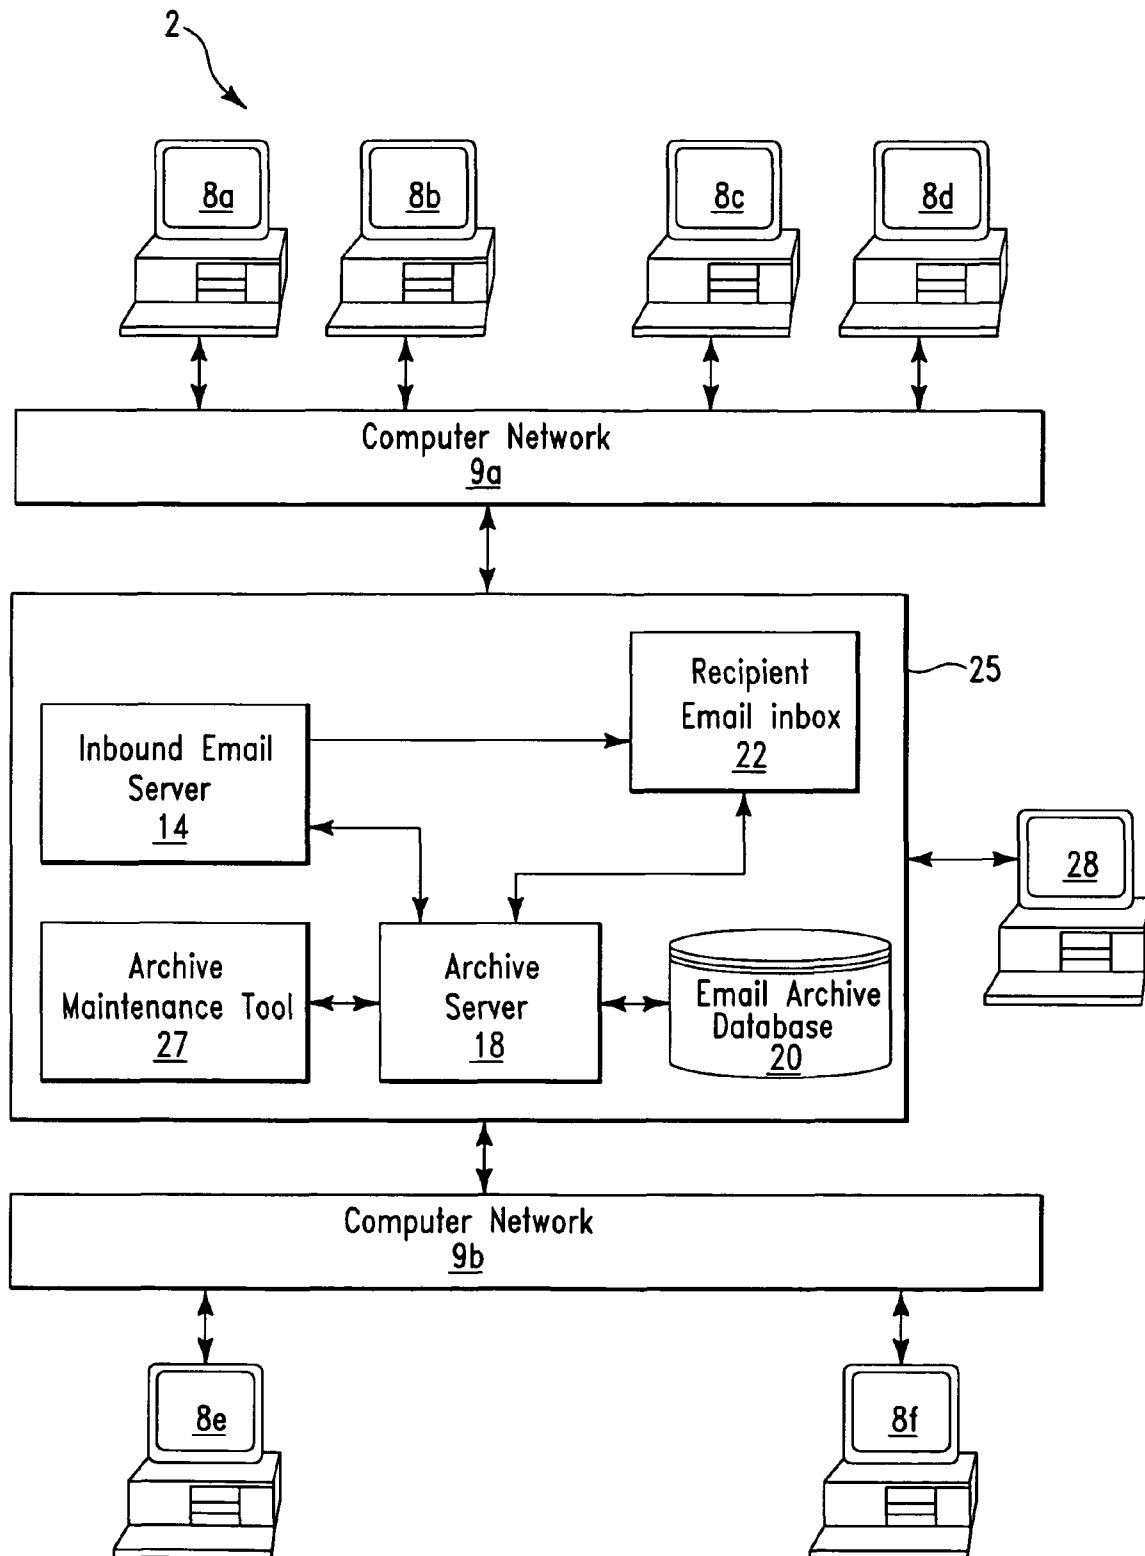 2
8a
8b
8c
8d
Computer Network
9a
Recipient
Email inbox
22
25
Inbound Email
Server
14
28
Archive
Maintenance Tool
27
Archive
Server
18
Email Archive
Database
20
Computer Network
9b
8e
8f